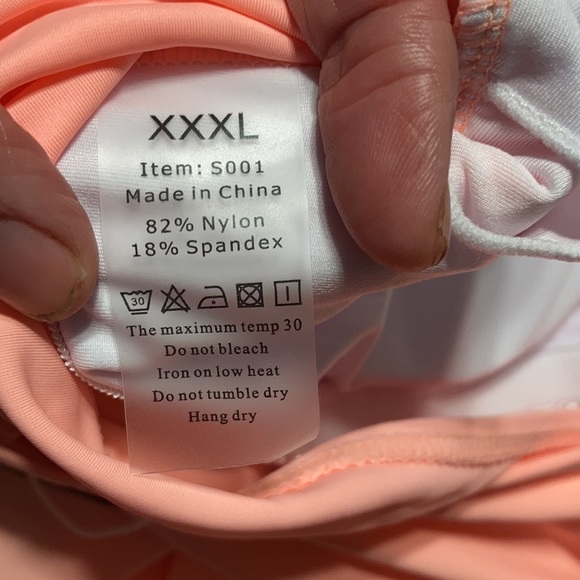 XXXL
Item: S001
Made in China
82% Nylon
18% Spandex
30
The maximum temp 30
Do not bleach
Iron on low heat
Do not tumble dry
Hang dry